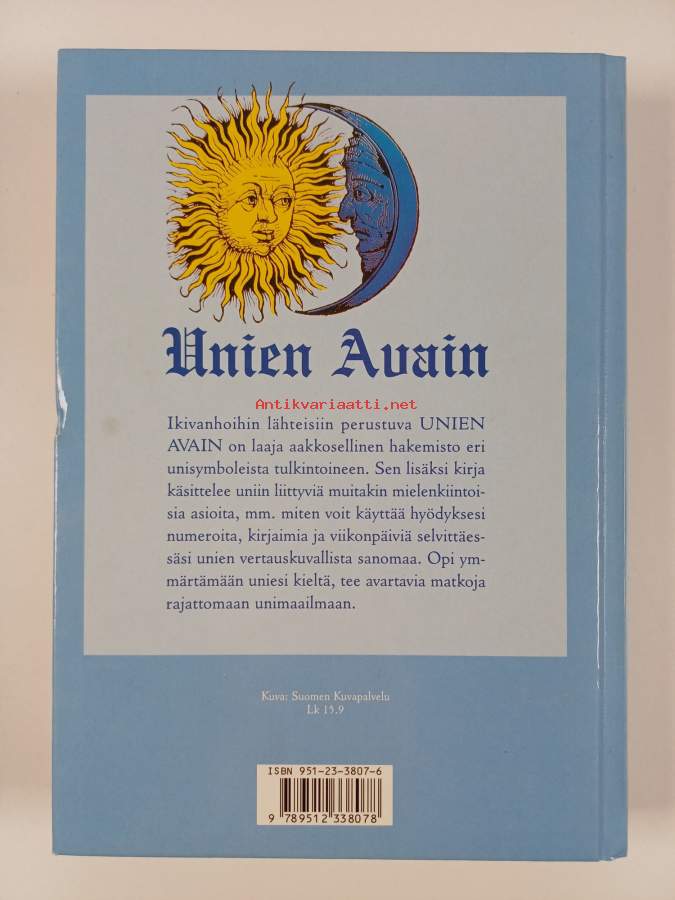 Unien Avain
Antikvariaatti.net
Ikivanhoihin lähteisiin perustuva UNIEN
AVAIN on laaja aakkosellinen hakemisto eri
unisymboleista tulkintoineen. Sen lisäksi kirja
käsittelee uniin liittyviä muitakin mielenkiintoi-
sia asioita, mm. miten voit käyttää hyödyksesi
numeroita, kirjaimia ja viikonpäiviä selvittäes-
säsi unien vertauskuvallista sanomaa. Opi ym-
märtämään uniesi kieltä, tee avartavia matkoja
rajattomaan unimaailmaan.
Kuva: Suomen Kuvapalvelu
Lk 15.9
ISBN 951-23-3807-6
9 789512 338078